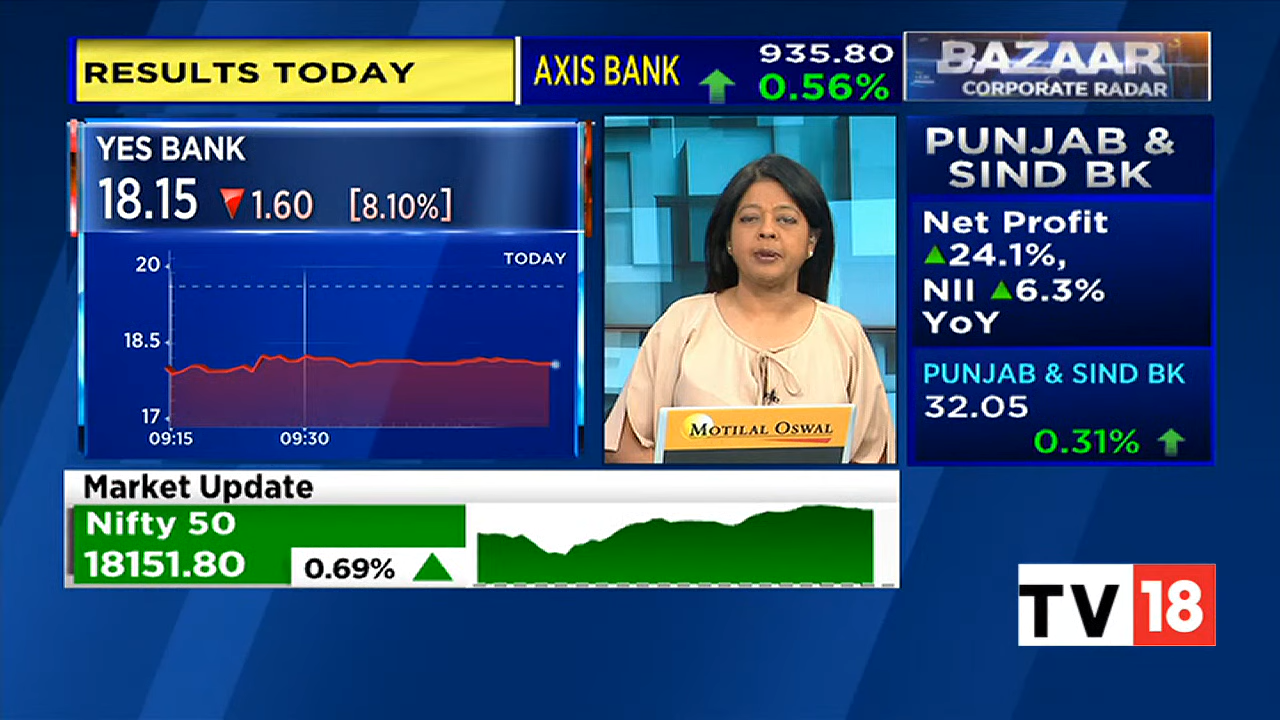 RESULTS TODAY
AXIS BANK
935.80
0.56%
BAZAAR
CORPORATE RADAR
YES BANK
18.15 ▼1.60 [8.10%]
TODAY
20
18.5
17
09:15 09:30
MOTILAL OSWAL
PUNJAB &
SIND BK
Net Profit
▲24.1%,
NII ▲6.3%
YoY
PUNJAB & SIND BK
32.05
0.31%
Market Update
Nifty 50
18151.80
0.69%
TV18